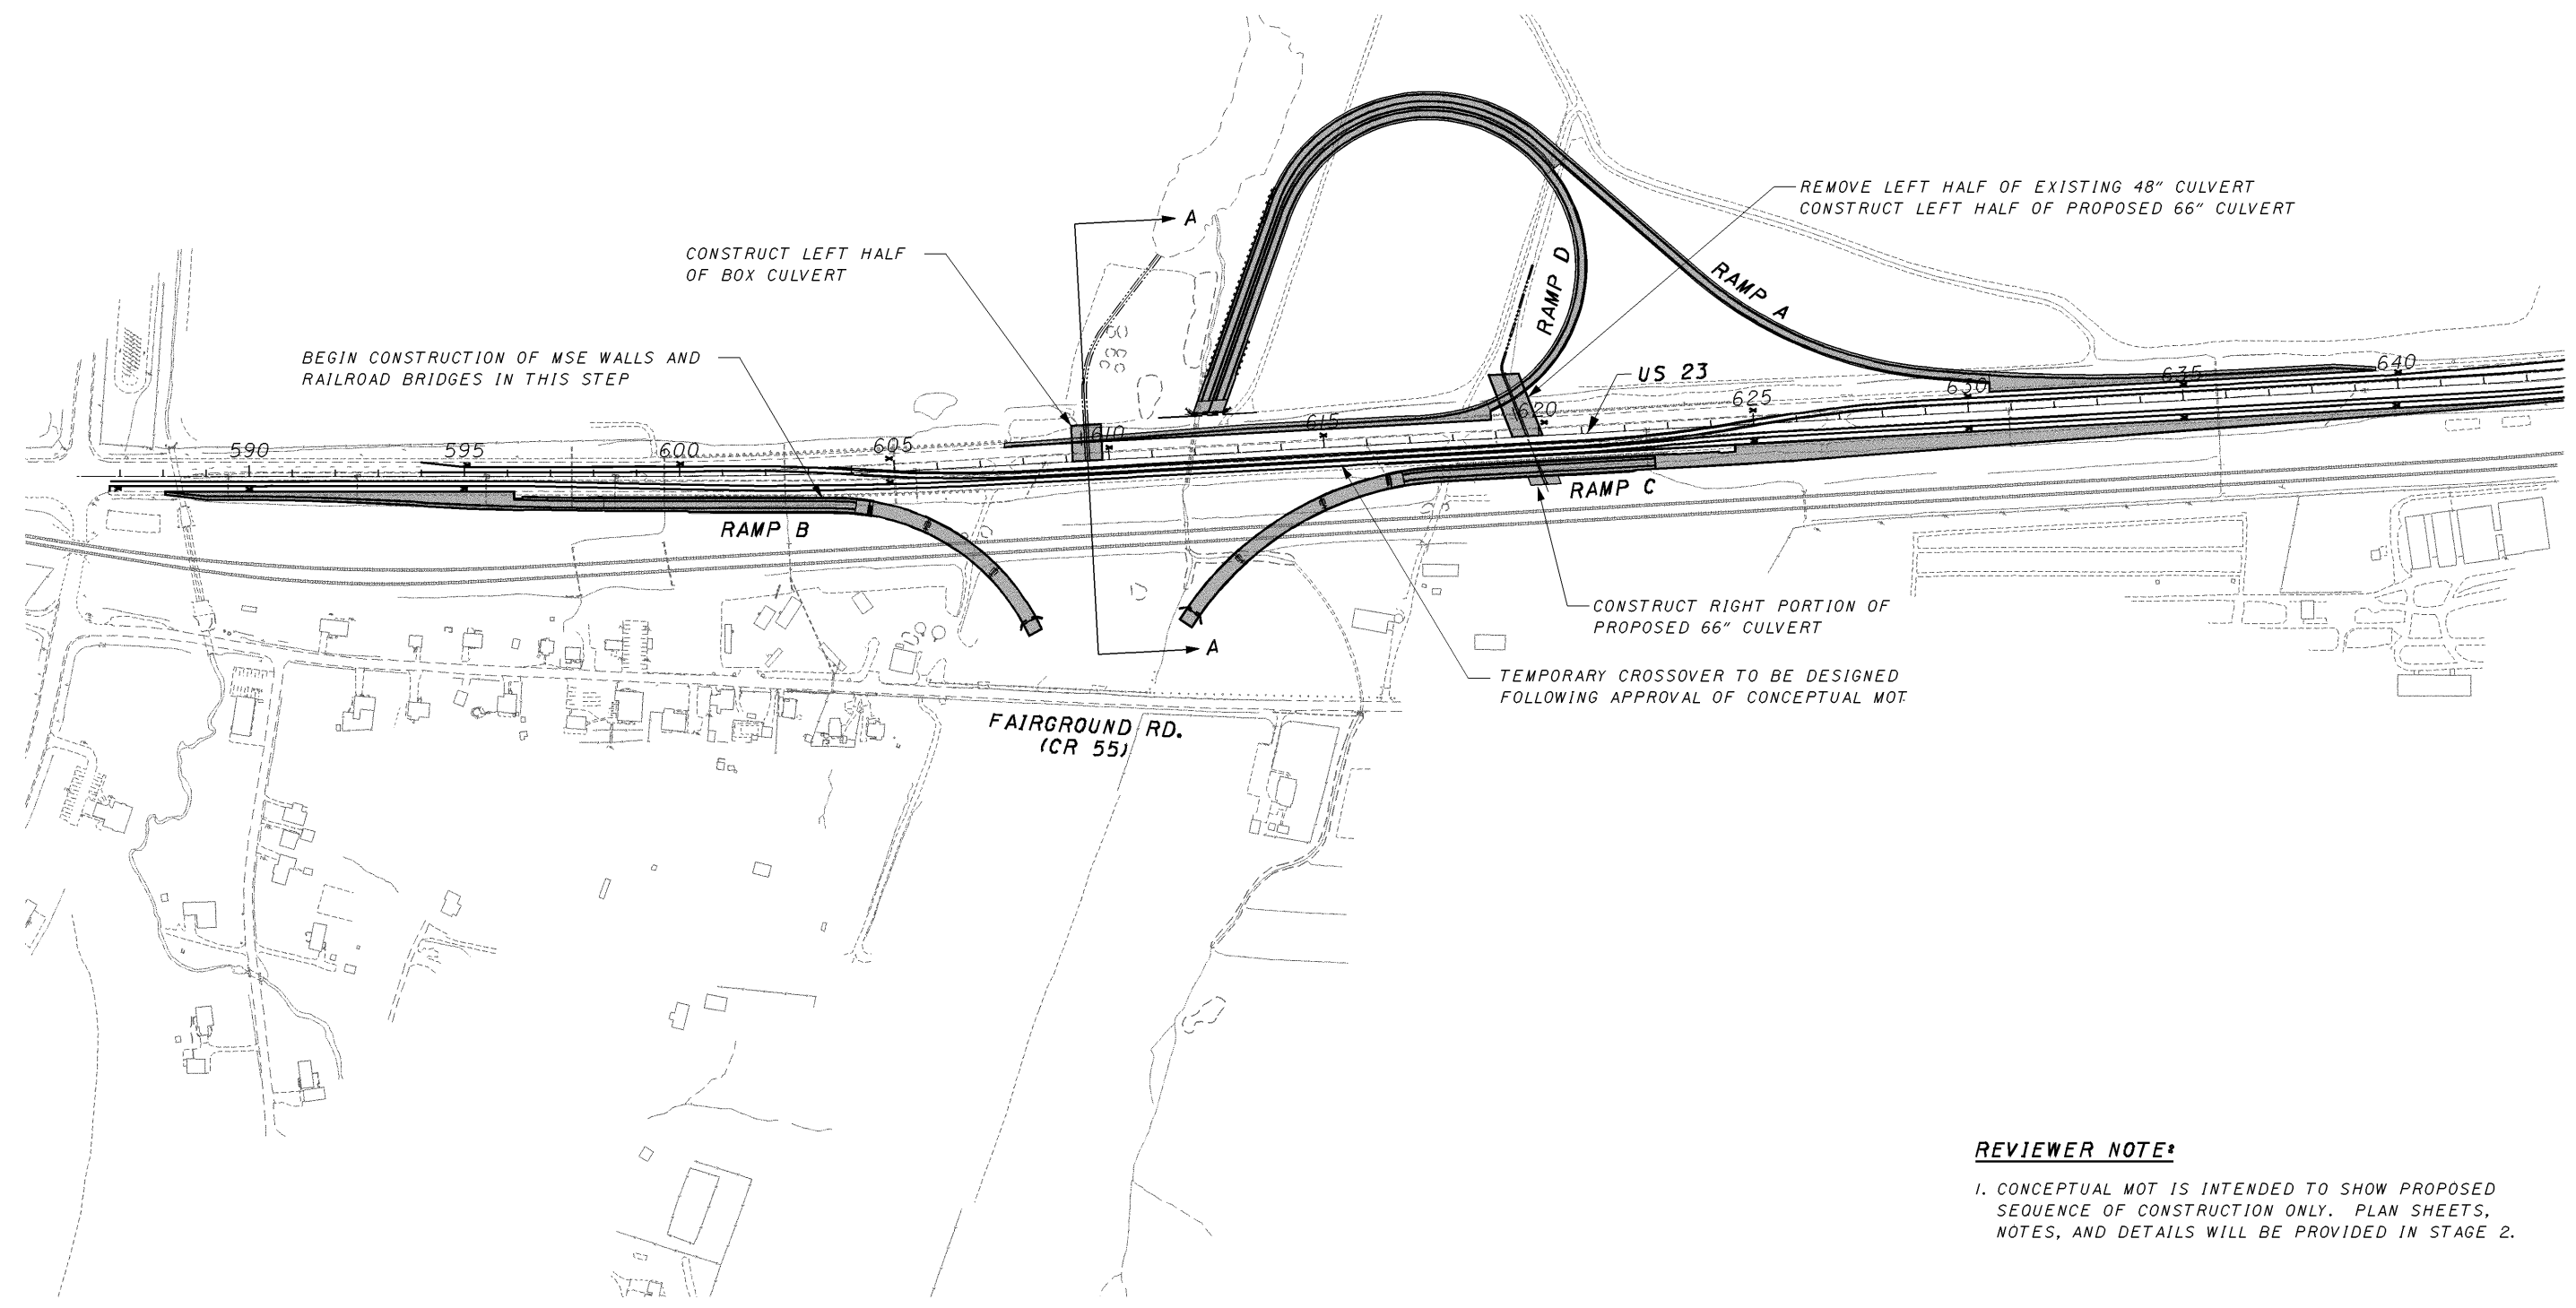 A
REMOVE LEFT HALF OF EXISTING 48" CULVERT
CONSTRUCT LEFT HALF OF PROPOSED 66" CULVERT
CONSTRUCT LEFT HALF
OF BOX CULVERT
RAMP D
RAMP A
BEGIN CONSTRUCTION OF MSE WALLS AND
RAILROAD BRIDGES IN THIS STEP
US 23
590
595
600
605
610
615
620
625
630
635
640
RAMP B
RAMP C
CONSTRUCT RIGHT PORTION OF
PROPOSED 66" CULVERT
A
TEMPORARY CROSSOVER TO BE DESIGNED
FOLLOWING APPROVAL OF CONCEPTUAL MOT
FAIRGROUND RD.
(CR 55)
REVIEWER NOTE:
1. CONCEPTUAL MOT IS INTENDED TO SHOW PROPOSED
SEQUENCE OF CONSTRUCTION ONLY. PLAN SHEETS,
NOTES, AND DETAILS WILL BE PROVIDED IN STAGE 2.